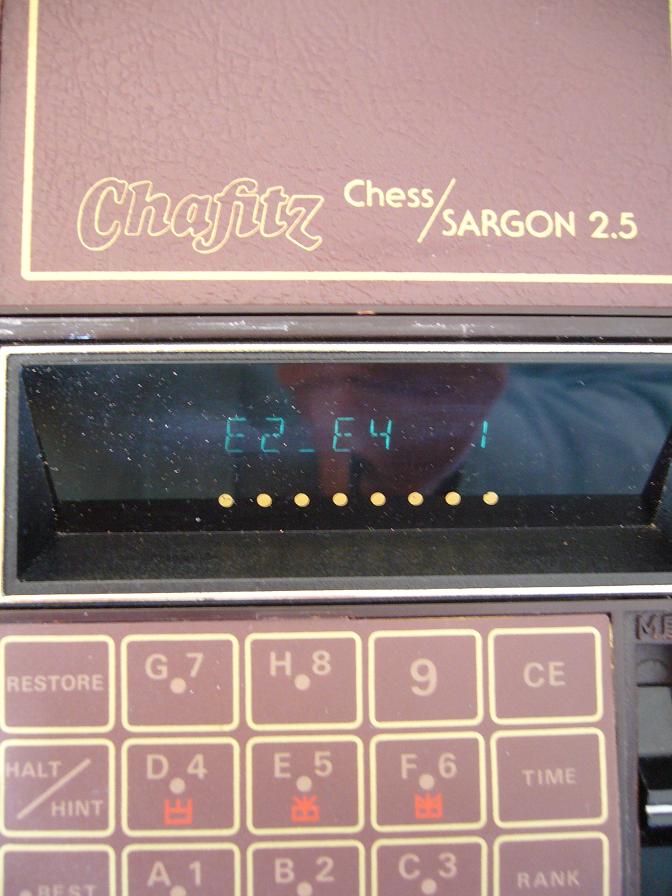 Chafitz Chess/SARGON 2.5
E2_E4 1
RESTORE G.7 H.8 9 CE
HALT/HINT D.4 E.5 F.6 TIME
BEST A.1 B.2 C.3 RANK